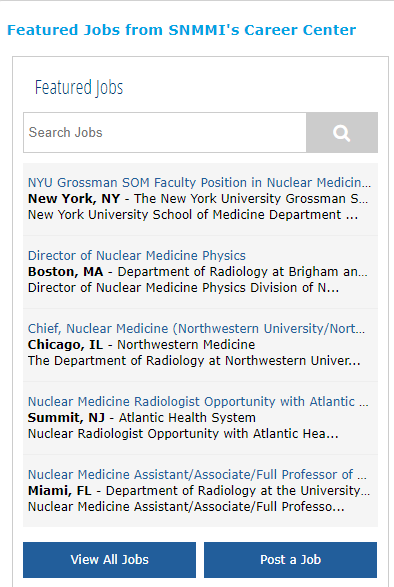 Featured Jobs from SNMMI's Career Center
Featured Jobs
Search Jobs
NYU Grossman SOM Faculty Position in Nuclear Medicin...
New York, NY - The New York University Grossman S...
New York University School of Medicine Department ...
Director of Nuclear Medicine Physics
Boston, MA - Department of Radiology at Brigham an...
Director of Nuclear Medicine Physics Division of N...
Chief, Nuclear Medicine (Northwestern University/Nort...
Chicago, IL - Northwestern Medicine
The Department of Radiology at Northwestern Univer...
Nuclear Medicine Radiologist Opportunity with Atlantic ...
Summit, NJ - Atlantic Health System
Nuclear Radiologist Opportunity with Atlantic Hea...
Nuclear Medicine Assistant/Associate/Full Professor of ...
Miami, FL - Department of Radiology at the University...
Nuclear Medicine Assistant/Associate/Full Professo...
View All Jobs
Post a Job